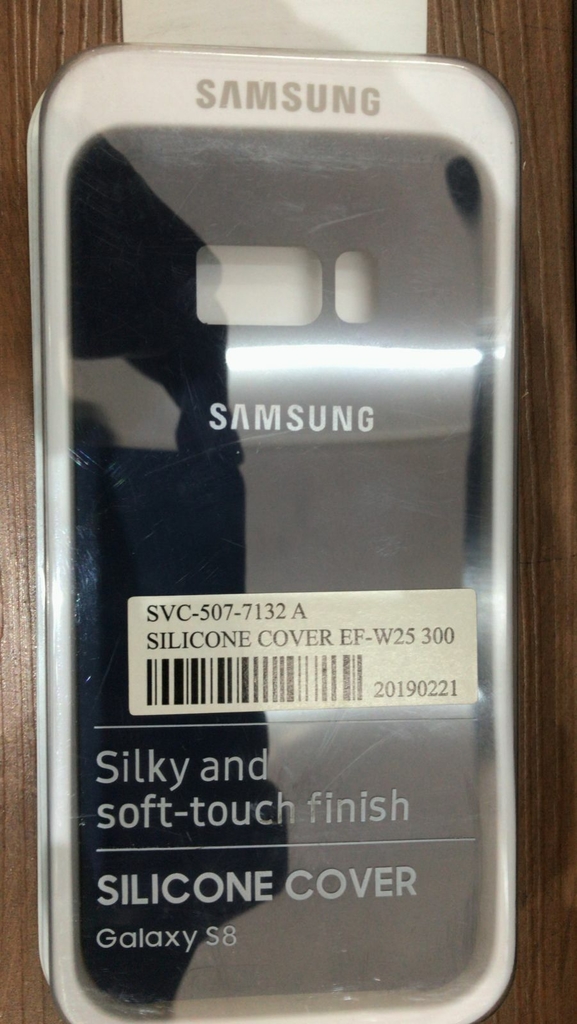 SAMSUNG
SAMSUNG
SVC-507-7132 A
SILICONE COVER EF-W25 300
20190221
Silky and
soft-touch finish
SILICONE COVER
Galaxy S8